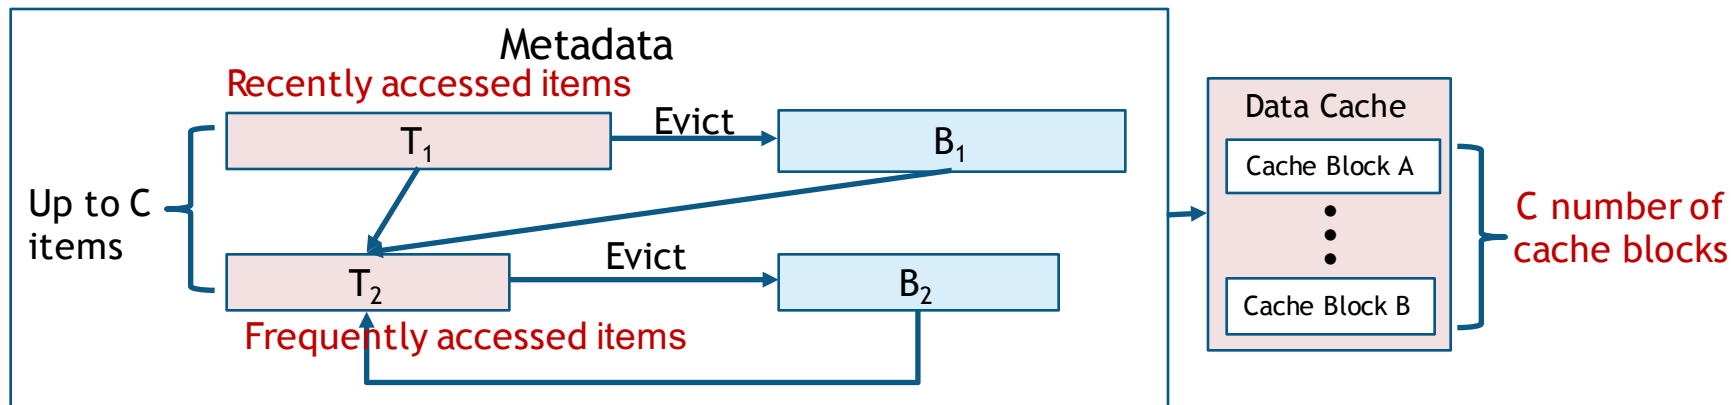 Metadata
Recently accessed items
T₁
Evict
B₁
Up to C
items
T₂
Evict
B₂
Frequently accessed items
Data Cache
Cache Block A
Cache Block B
C number of
cache blocks